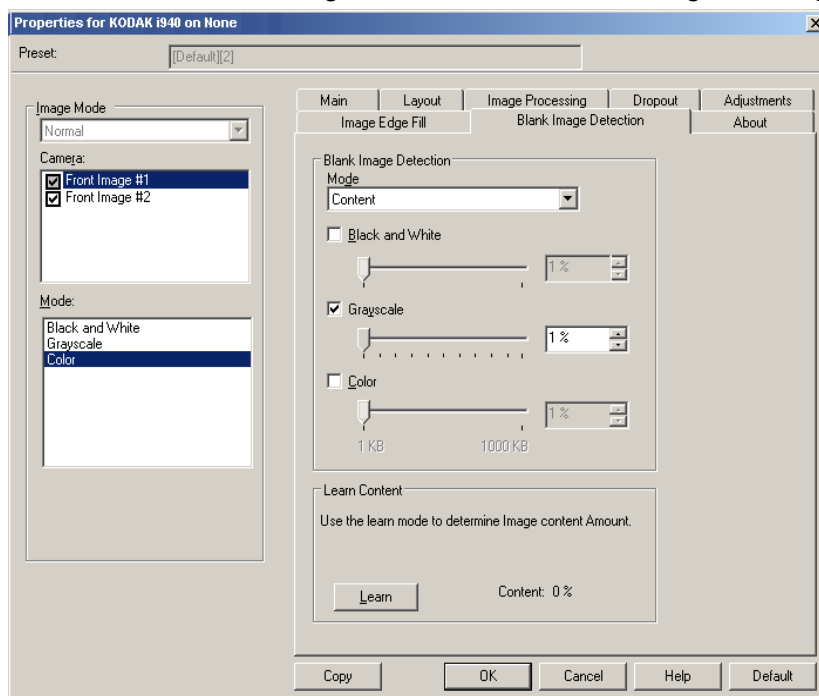 Properties for KODAK i940 on None
Preset:
[Default][2]
Image Mode
Normal
Camera:
Front Image #1
Front Image #2
Mode:
Black and White
Grayscale
Color
Main Layout Image Processing Dropout Adjustments
Image Edge Fill Blank Image Detection About
Blank Image Detection
Mode
Content
Black and White
1 %
Grayscale
1 %
Color
1 %
1 KB 1000 KB
Learn Content
Use the learn mode to determine Image content Amount.
Learn Content: 0 %
Copy OK Cancel Help Default